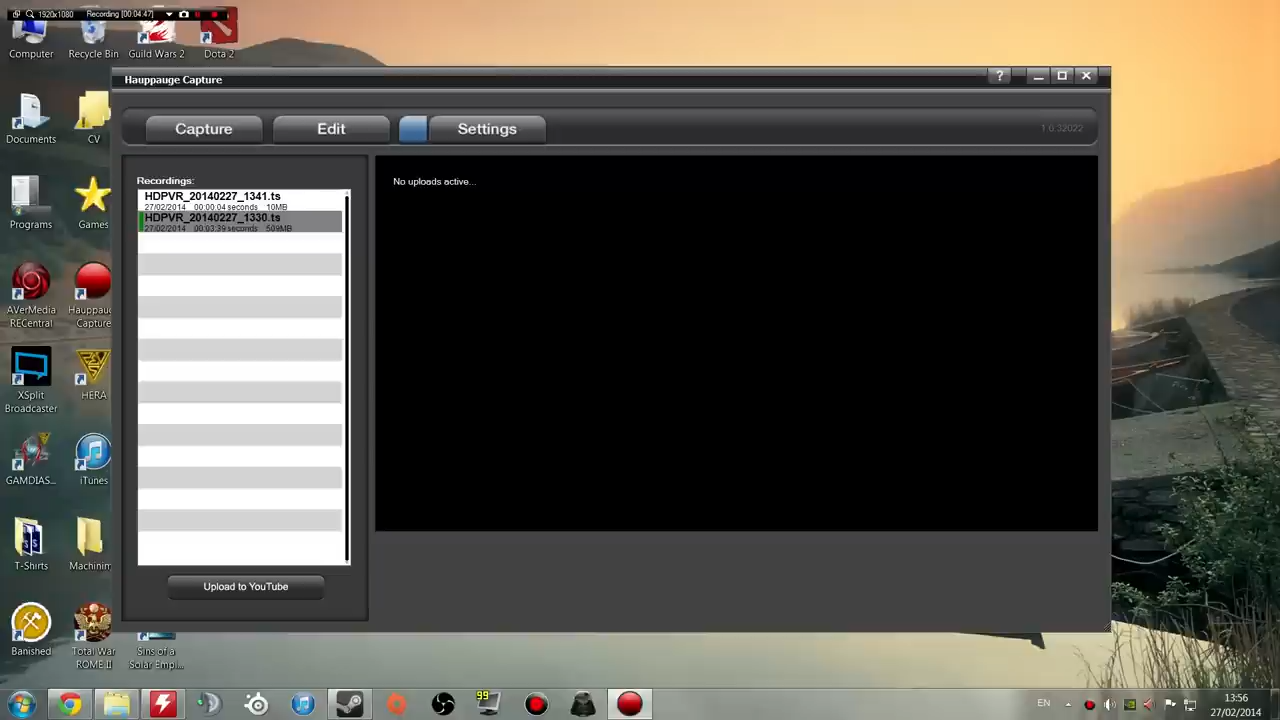 1920x1080 Recording [00:04:47]
Computer
Recycle Bin
Guild Wars 2
Dota 2
Hauppauge Capture
?
Documents
CV
Capture
Edit
Settings
1.0.32022
Recordings:
HDPVR_20140227_1341.ts
27/02/2014 00:00:04 seconds 10MB
HDPVR_20140227_1330.ts
27/02/2014 00:03:39 seconds 509MB
No uploads active...
Programs
Games
AVerMedia
RECentral
Hauppauge
Capture
XSplit
Broadcaster
HERA
GAMDIAS...
iTunes
T-Shirts
Machinim
Upload to YouTube
Banished
Total War
ROME II
Sins of a
Solar Empi...
99
EN
13:56
27/02/2014